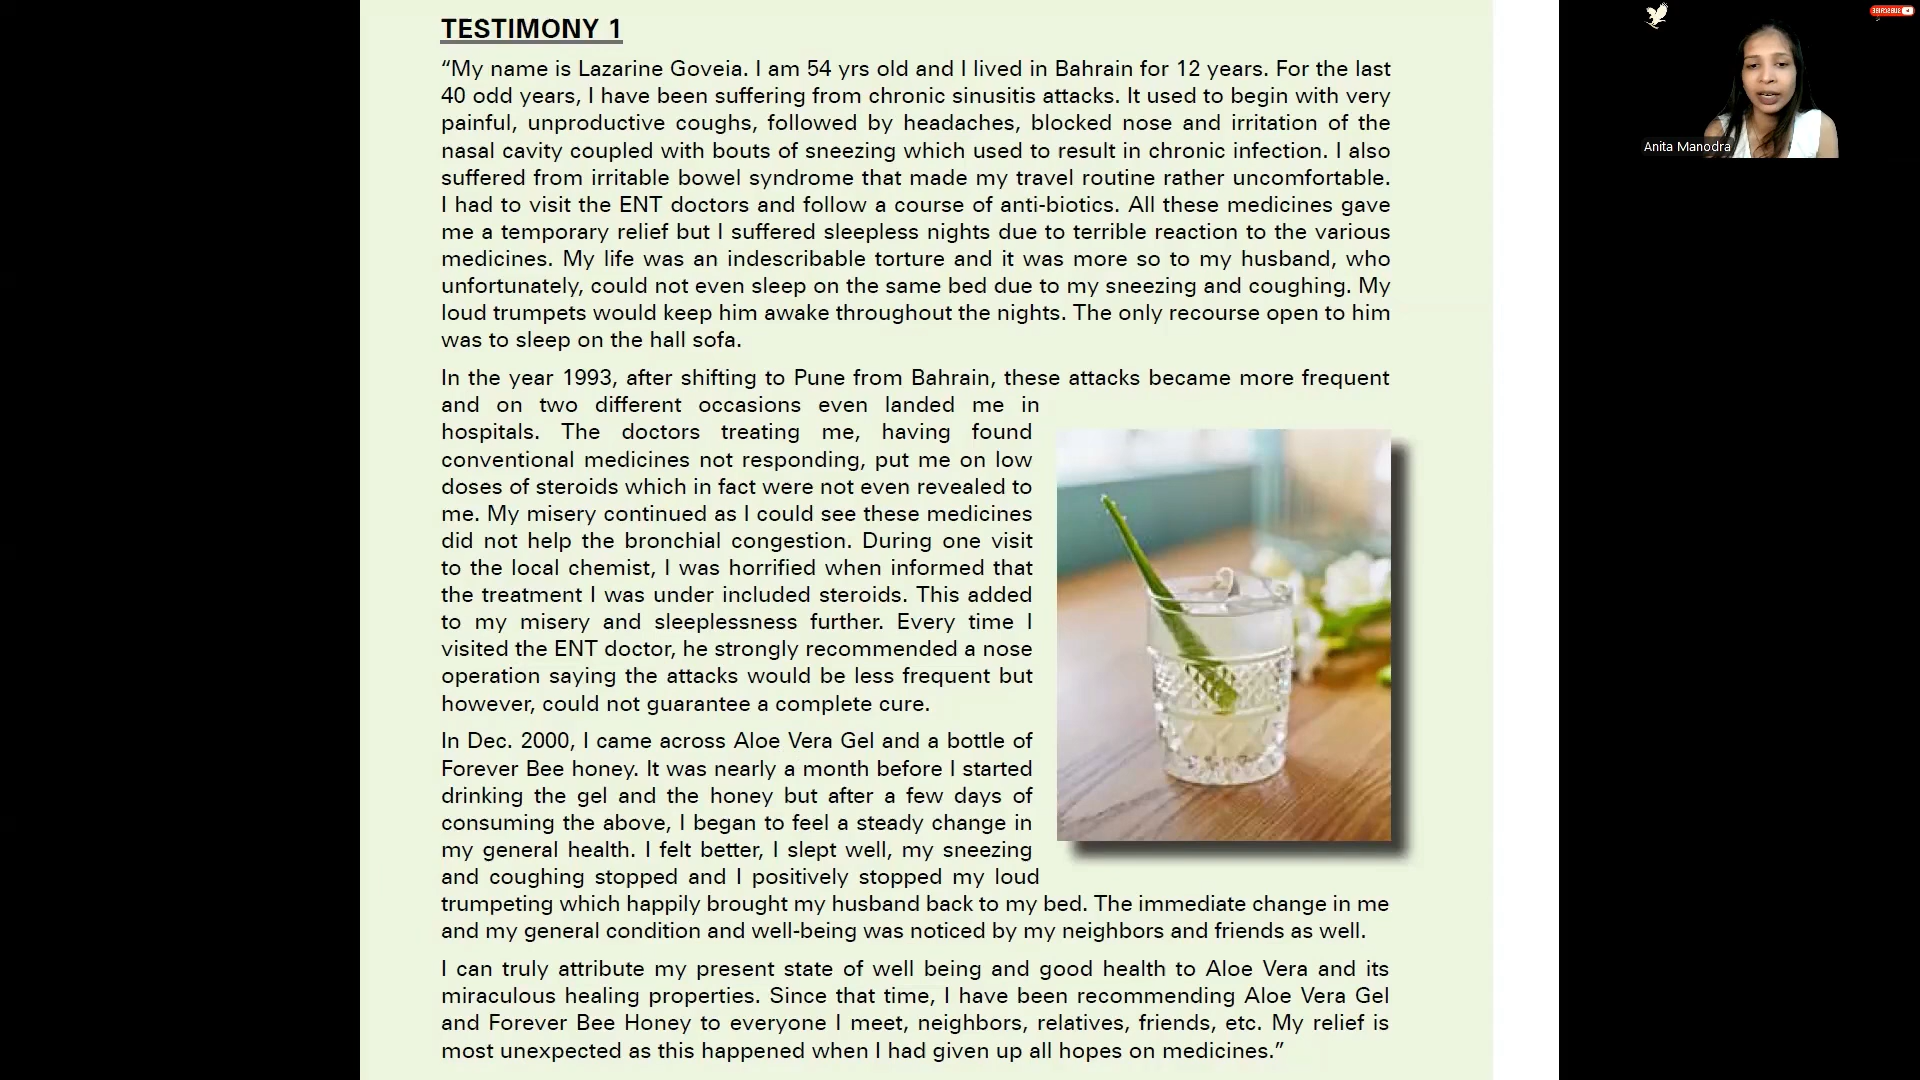 TESTIMONY 1
“My name is Lazarine Goveia. I am 54 yrs old and I lived in Bahrain for 12 years. For the last
40 odd years, I have been suffering from chronic sinusitis attacks. It used to begin with very
painful, unproductive coughs, followed by headaches, blocked nose and irritation of the
nasal cavity coupled with bouts of sneezing which used to result in chronic infection. I also
suffered from irritable bowel syndrome that made my travel routine rather uncomfortable.
I had to visit the ENT doctors and follow a course of anti-biotics. All these medicines gave
me a temporary relief but I suffered sleepless nights due to terrible reaction to the various
medicines. My life was an indescribable torture and it was more so to my husband, who
unfortunately, could not even sleep on the same bed due to my sneezing and coughing. My
loud trumpets would keep him awake throughout the nights. The only recourse open to him
was to sleep on the hall sofa.
In the year 1993, after shifting to Pune from Bahrain, these attacks became more frequent
and on two different occasions even landed me in
hospitals. The doctors treating me, having found
conventional medicines not responding, put me on low
doses of steroids which in fact were not even revealed to
me. My misery continued as I could see these medicines
did not help the bronchial congestion. During one visit
to the local chemist, I was horrified when informed that
the treatment I was under included steroids. This added
to my misery and sleeplessness further. Every time I
visited the ENT doctor, he strongly recommended a nose
operation saying the attacks would be less frequent but
however, could not guarantee a complete cure.
In Dec. 2000, I came across Aloe Vera Gel and a bottle of
Forever Bee honey. It was nearly a month before I started
drinking the gel and the honey but after a few days of
consuming the above, I began to feel a steady change in
my general health. I felt better, I slept well, my sneezing
and coughing stopped and I positively stopped my loud
trumpeting which happily brought my husband back to my bed. The immediate change in me
and my general condition and well-being was noticed by my neighbors and friends as well.
I can truly attribute my present state of well being and good health to Aloe Vera and its
miraculous healing properties. Since that time, I have been recommending Aloe Vera Gel
and Forever Bee Honey to everyone I meet, neighbors, relatives, friends, etc. My relief is
most unexpected as this happened when I had given up all hopes on medicines.”
Anita Manodra